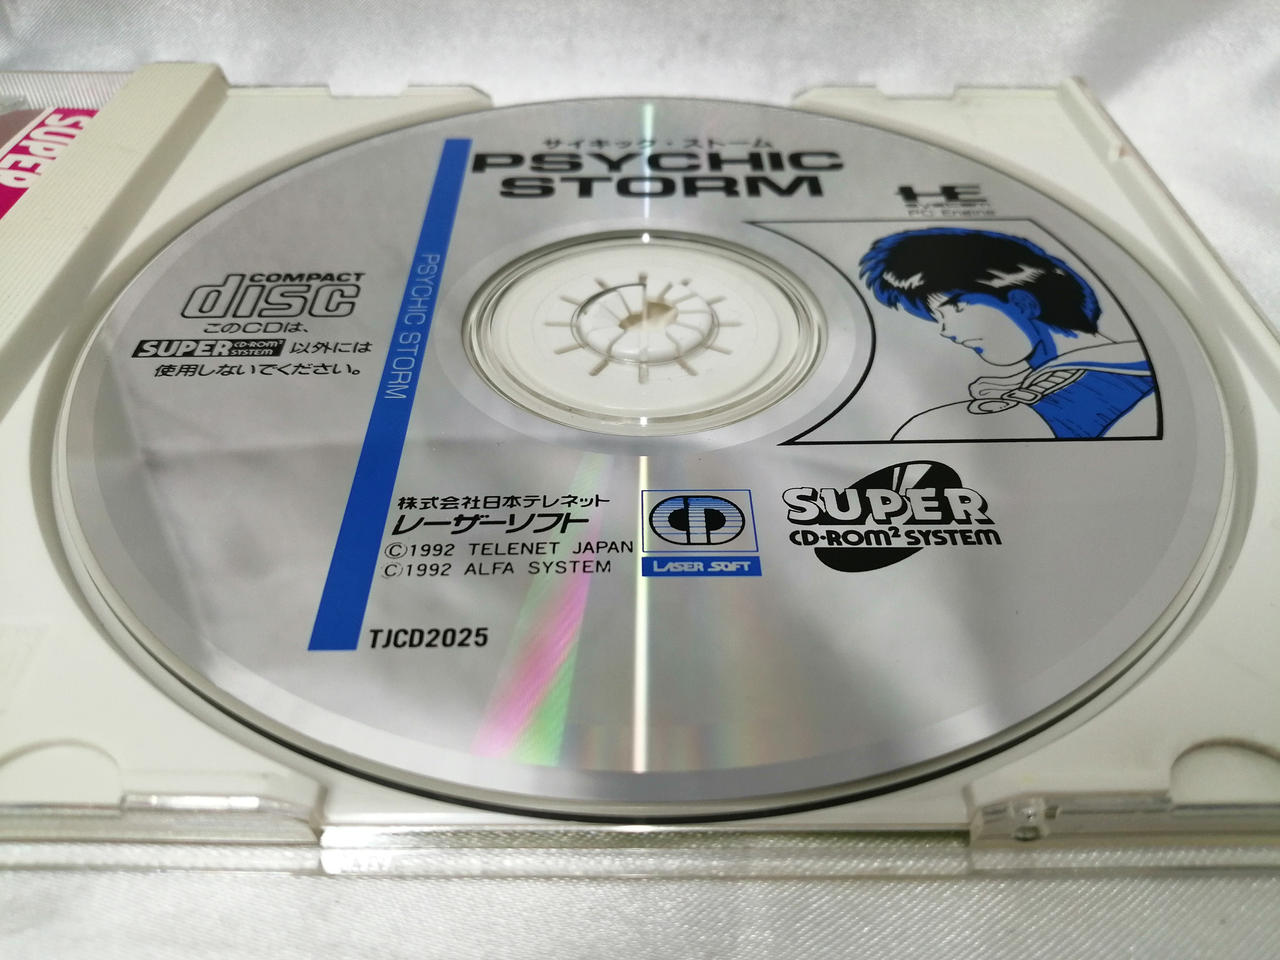 SUPER
サイキック・ストーム
PSYCHIC
STORM
HE
system
PC Engine
COMPACT
disc
このCDは、
SUPER CD-ROM² SYSTEM 以外には
使用しないでください。
PSYCHIC STORM
株式会社日本テレネット
レーザーソフト
©1992 TELENET JAPAN
©1992 ALFA SYSTEM
CD
LASER SOFT
SUPER
CD-ROM² SYSTEM
TJCD2025